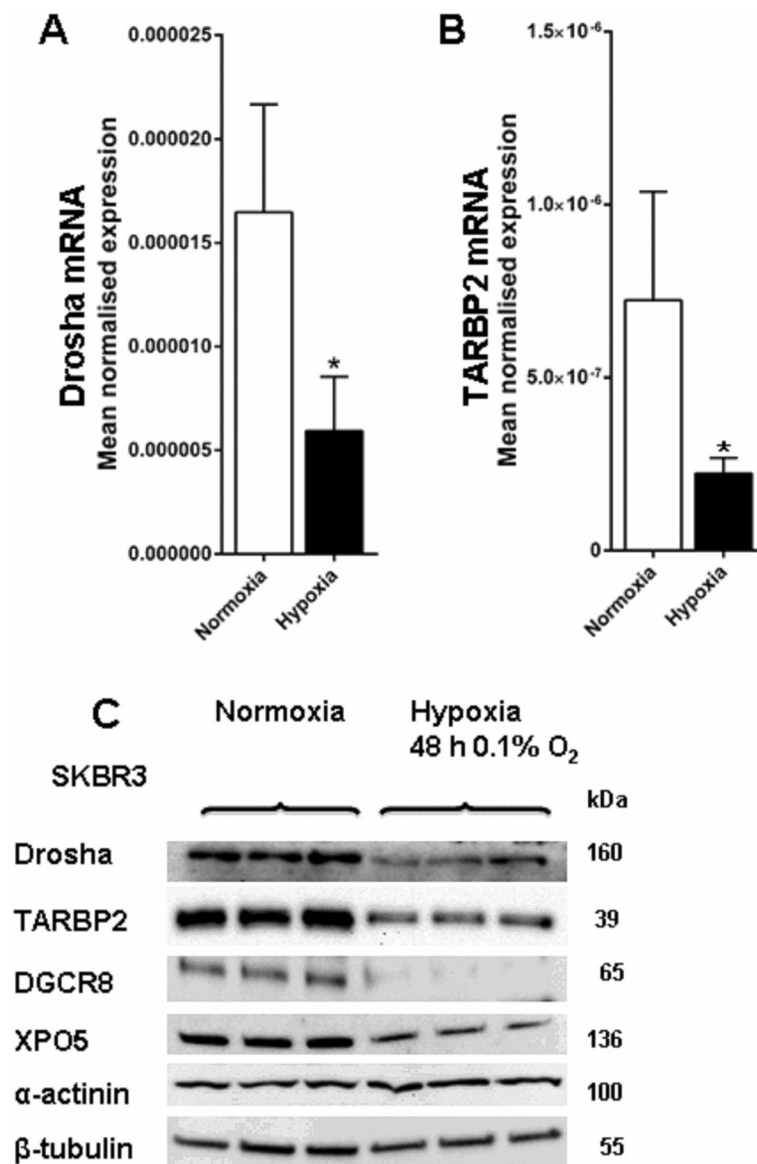 A
Drosha mRNA
Mean normalised expression
0.000025
0.000020
0.000015
0.000010
0.000005
0.000000
*
Normoxia
Hypoxia
B
TARBP2 mRNA
Mean normalised expression
1.5×10⁻⁶
1.0×10⁻⁶
5.0×10⁻⁷
0
*
Normoxia
Hypoxia
C
Normoxia
Hypoxia
48 h 0.1% O₂
SKBR3
kDa
Drosha 160
TARBP2 39
DGCR8 65
XPO5 136
α-actinin 100
β-tubulin 55